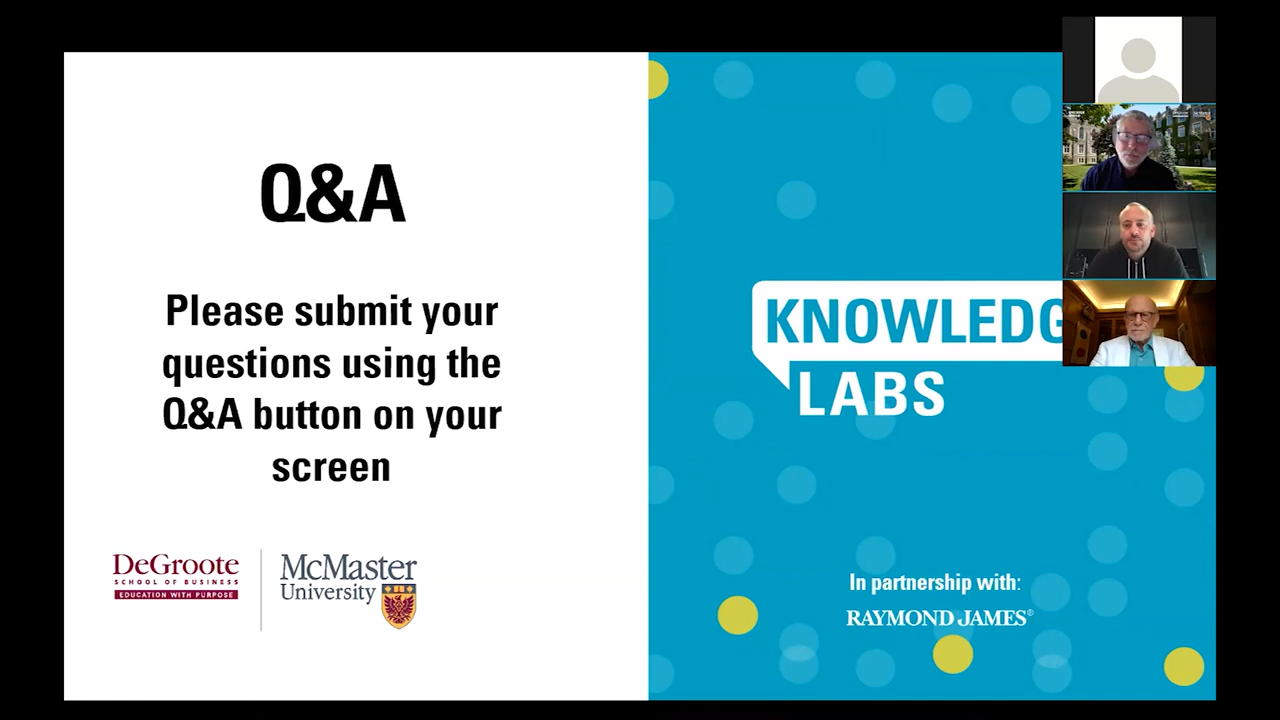 Q&A
Please submit your
questions using the
Q&A button on your
screen
DeGroote
SCHOOL OF BUSINESS
EDUCATION WITH PURPOSE
McMaster
University
KNOWLEDG
LABS
In partnership with:
RAYMOND JAMES®